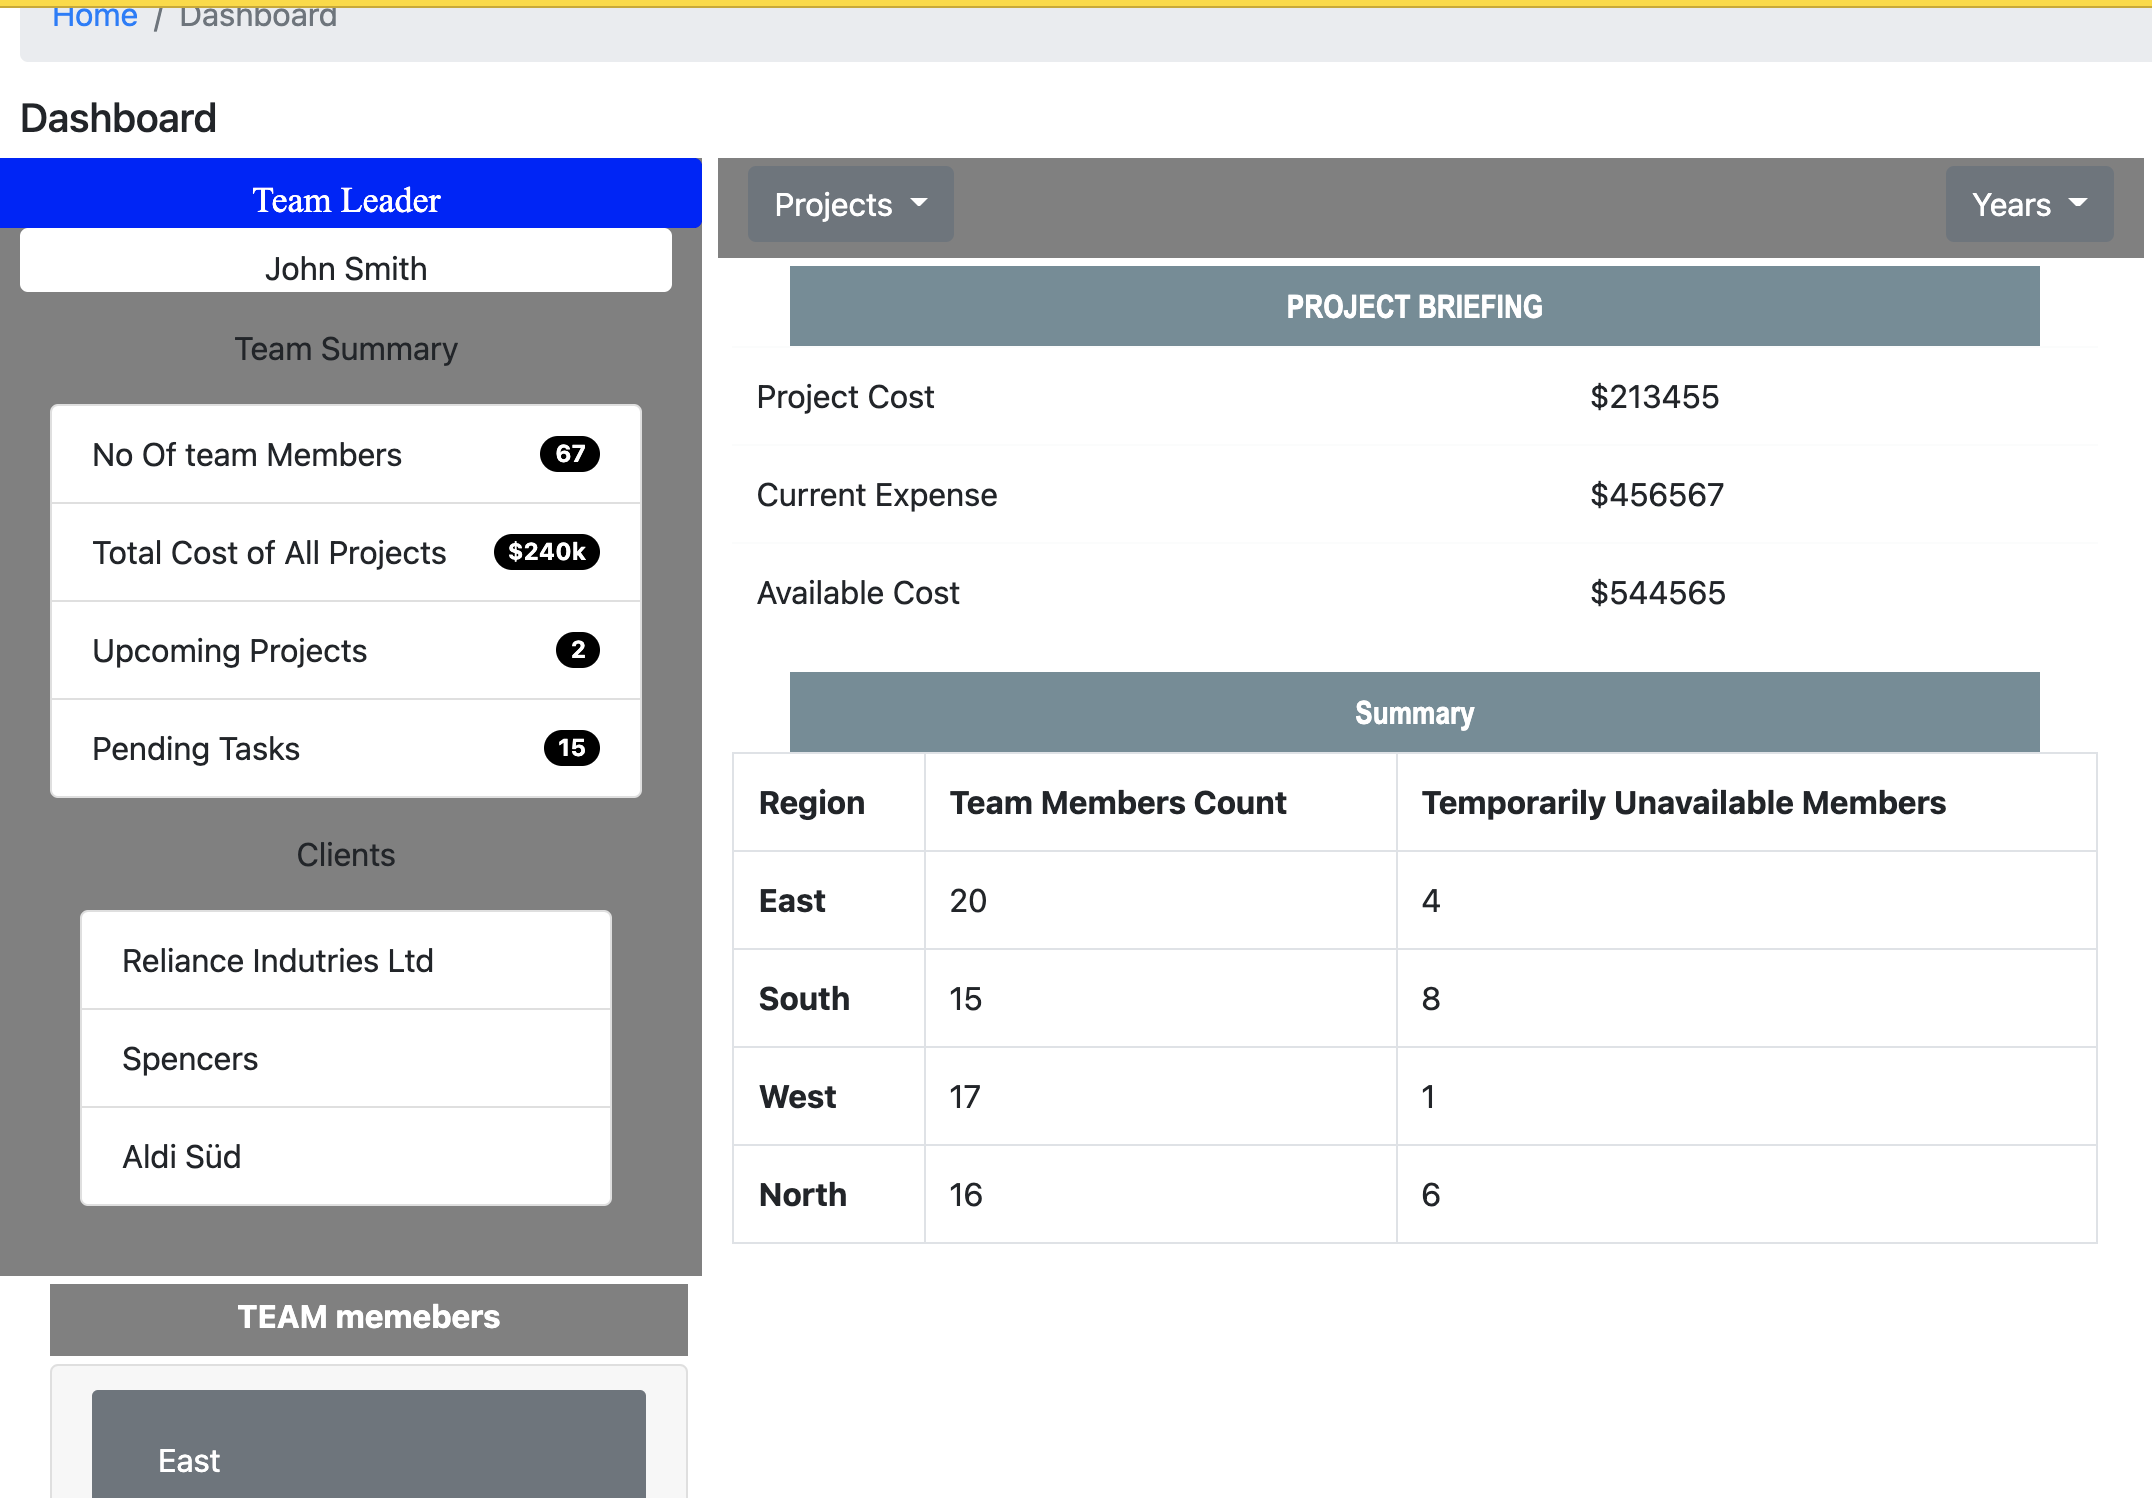 Home / Dashboard
Dashboard
Team Leader
John Smith
Team Summary
No Of team Members 67
Total Cost of All Projects $240k
Upcoming Projects 2
Pending Tasks 15
Clients
Reliance Indutries Ltd
Spencers
Aldi Süd
TEAM memebers
East
Projects
Years
PROJECT BRIEFING
Project Cost $213455
Current Expense $456567
Available Cost $544565
Summary
Region Team Members Count Temporarily Unavailable Members
East 20 4
South 15 8
West 17 1
North 16 6